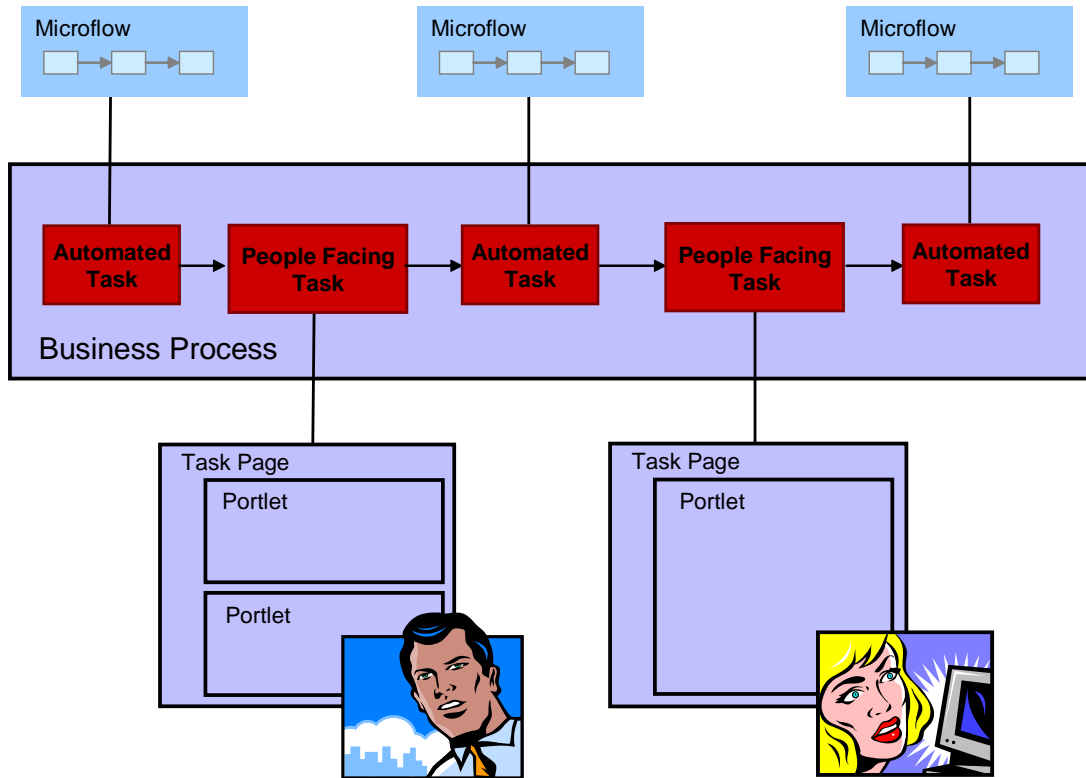 Microflow
Microflow
Microflow
Automated
Task
People Facing
Task
Automated
Task
People Facing
Task
Automated
Task
Business Process
Task Page
Portlet
Portlet
Task Page
Portlet